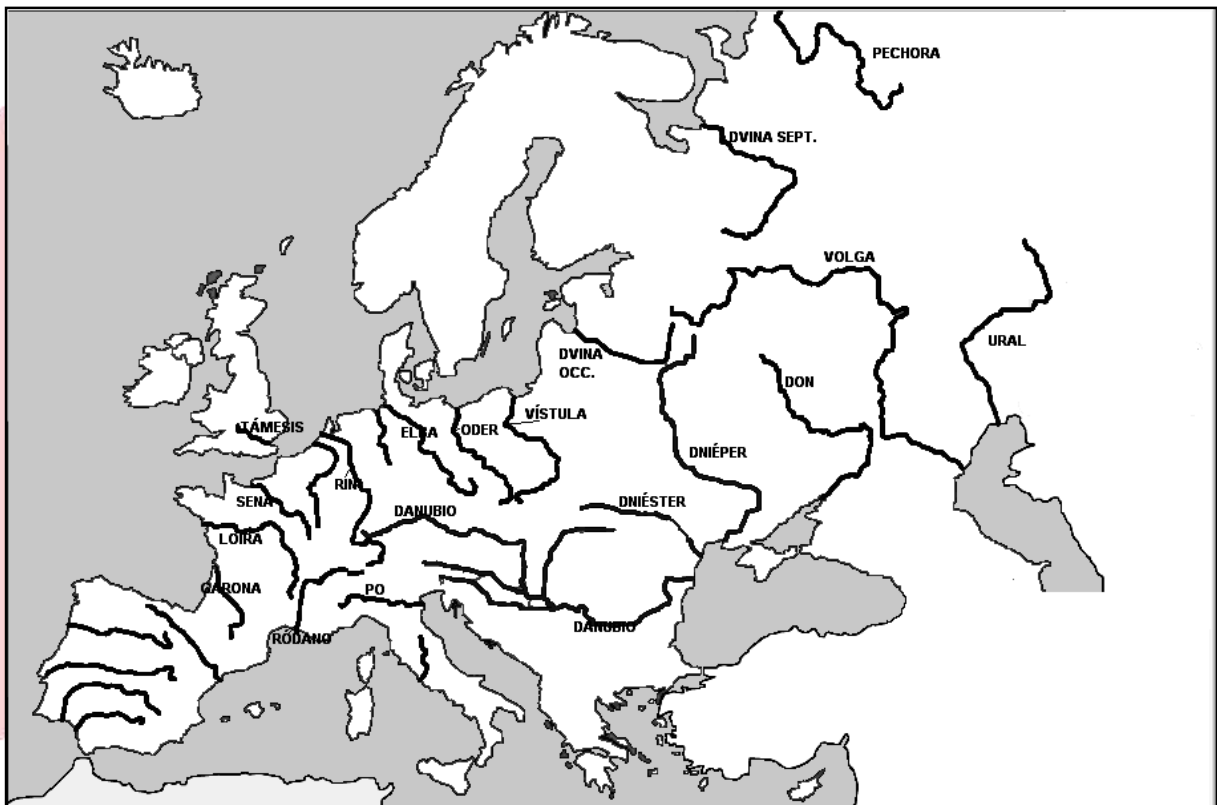 PECHORA
DVINA SEPT.
VOLGA
URAL
DVINA
OCC.
DON
VÍSTULA
TÁMESIS
ELBA
ODER
DNIÉPER
RIN
SENA
DANUBIO
DNIÉSTER
LOIRA
GARONA
PO
RÓDANO
DANUBIO